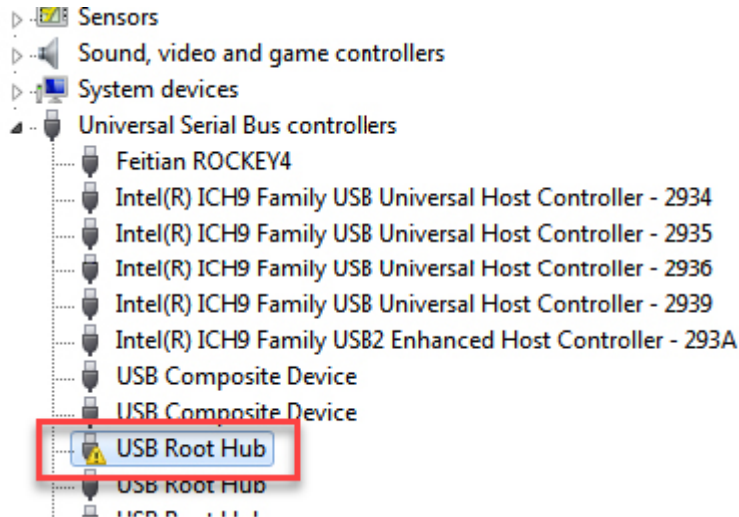 Sensors
Sound, video and game controllers
System devices
Universal Serial Bus controllers
Feitian ROCKEY4
Intel(R) ICH9 Family USB Universal Host Controller - 2934
Intel(R) ICH9 Family USB Universal Host Controller - 2935
Intel(R) ICH9 Family USB Universal Host Controller - 2936
Intel(R) ICH9 Family USB Universal Host Controller - 2939
Intel(R) ICH9 Family USB2 Enhanced Host Controller - 293A
USB Composite Device
USB Composite Device
USB Root Hub
USB Root Hub